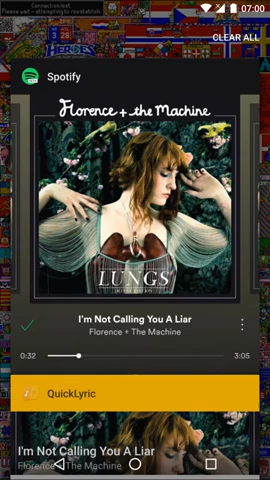 Connection lost.
Please wait – attempting to reestablish.
07:00
HEROES
CLEAR ALL
Spotify
Florence + the Machine
LUNGS
I'm Not Calling You A Liar
Florence + The Machine
0:32
3:05
QuickLyric
I'm Not Calling You A Liar
Florence + The Machine